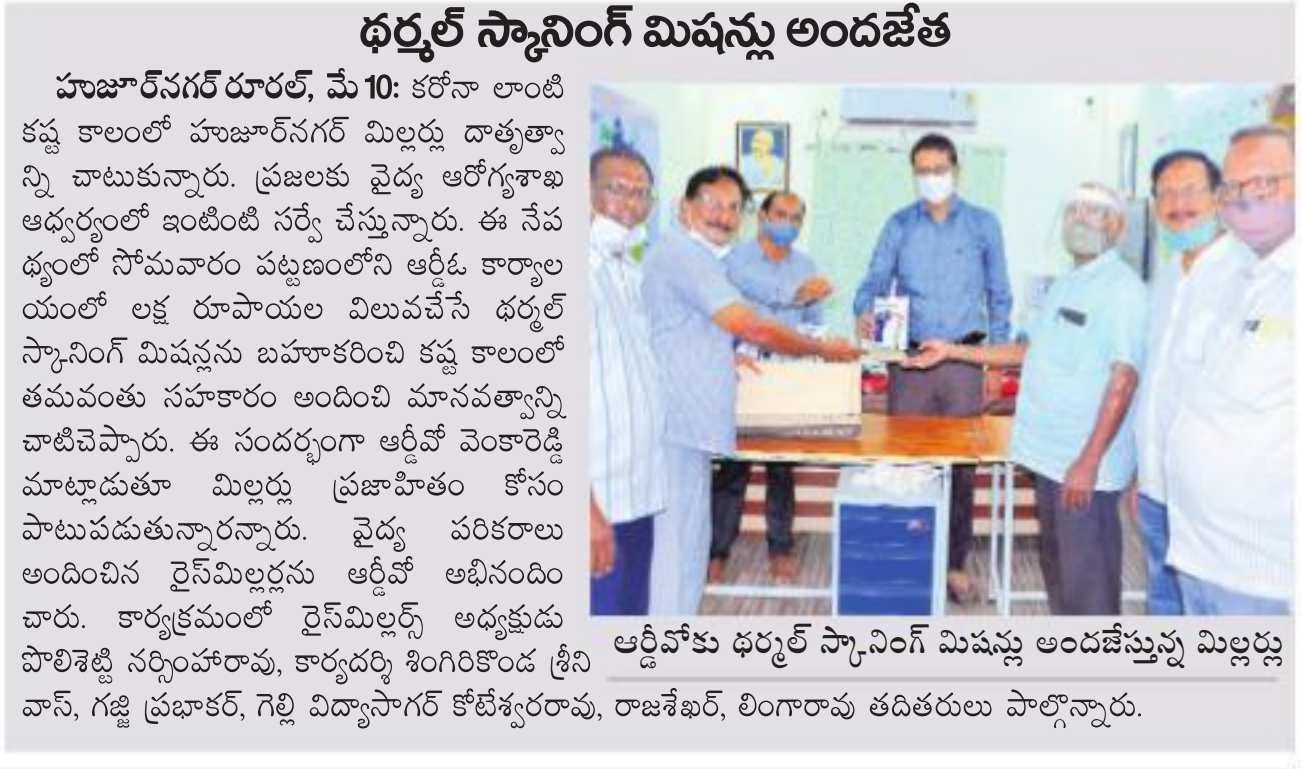 థర్మల్ స్కానింగ్ మిషన్లు అందజేత
హుజూర్‌నగర్ రూరల్, మే 10: కరోనా లాంటి
కష్ట కాలంలో హుజూర్‌నగర్ మిల్లర్లు దాతృత్వా
న్ని చాటుకున్నారు. ప్రజలకు వైద్య ఆరోగ్యశాఖ
ఆధ్వర్యంలో ఇంటింటి సర్వే చేస్తున్నారు. ఈ నేప
థ్యంలో సోమవారం పట్టణంలోని ఆర్డీఓ కార్యాల
యంలో లక్ష రూపాయల విలువచేసే థర్మల్
స్కానింగ్ మిషన్లను బహూకరించి కష్ట కాలంలో
తమవంతు సహకారం అందించి మానవత్వాన్ని
చాటిచెప్పారు. ఈ సందర్భంగా ఆర్డీవో వెంకారెడ్డి
మాట్లాడుతూ మిల్లర్లు ప్రజాహితం కోసం
పాటుపడుతున్నారన్నారు. వైద్య పరికరాలు
అందించిన రైస్‌మిల్లర్లను ఆర్డీవో అభినందిం
చారు. కార్యక్రమంలో రైస్‌మిల్లర్స్ అధ్యక్షుడు
పొలిశెట్టి నర్సింహారావు, కార్యదర్శి శింగిరికొండ శ్రీని
వాస్, గజ్జి ప్రభాకర్, గెల్లి విద్యాసాగర్ కోటేశ్వరరావు, రాజశేఖర్, లింగారావు తదితరులు పాల్గొన్నారు.
ఆర్డీవోకు థర్మల్ స్కానింగ్ మిషన్లు అందజేస్తున్న మిల్లర్లు